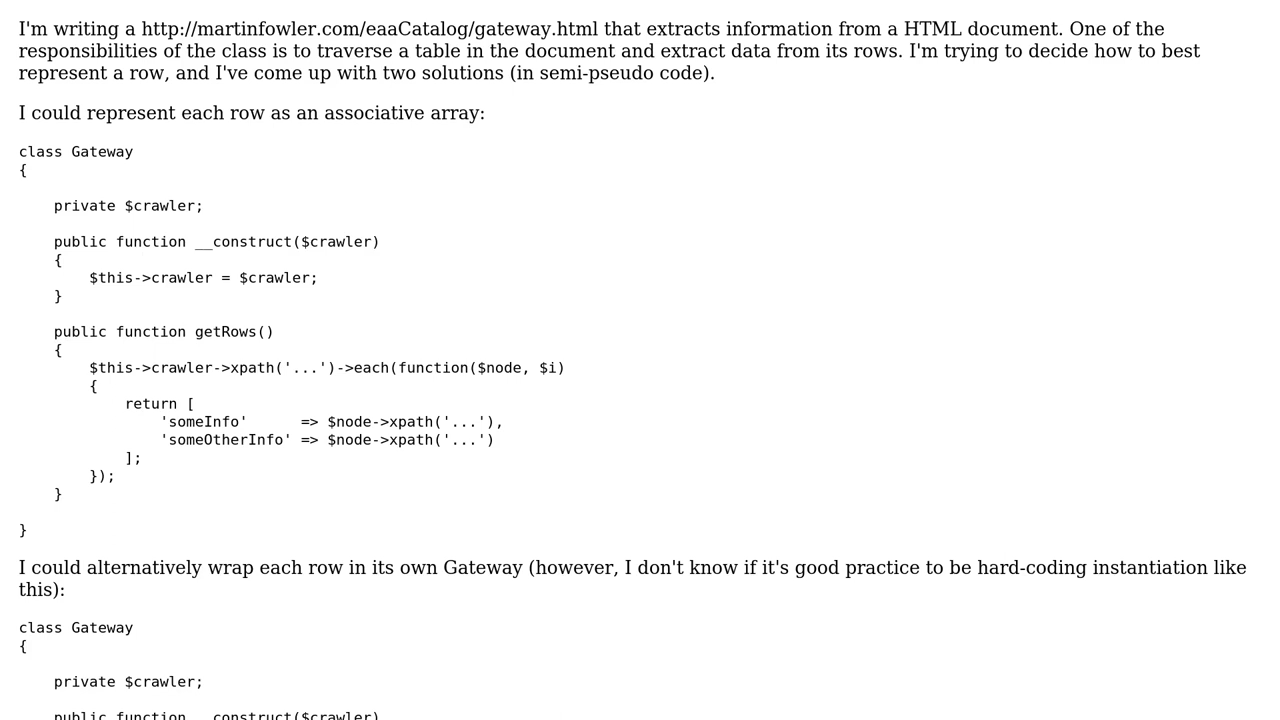 I'm writing a http://martinfowler.com/eaaCatalog/gateway.html that extracts information from a HTML document. One of the
responsibilities of the class is to traverse a table in the document and extract data from its rows. I'm trying to decide how to best
represent a row, and I've come up with two solutions (in semi-pseudo code).
I could represent each row as an associative array:
class Gateway
{
    private $crawler;
    public function __construct($crawler)
    {
        $this->crawler = $crawler;
    }
    public function getRows()
    {
        $this->crawler->xpath('...')->each(function($node, $i)
        {
            return [
                'someInfo'      => $node->xpath('...'),
                'someOtherInfo' => $node->xpath('...')
            ];
        });
    }
}
I could alternatively wrap each row in its own Gateway (however, I don't know if it's good practice to be hard-coding instantiation like
this):
class Gateway
{
    private $crawler;
    public function __construct($crawler)